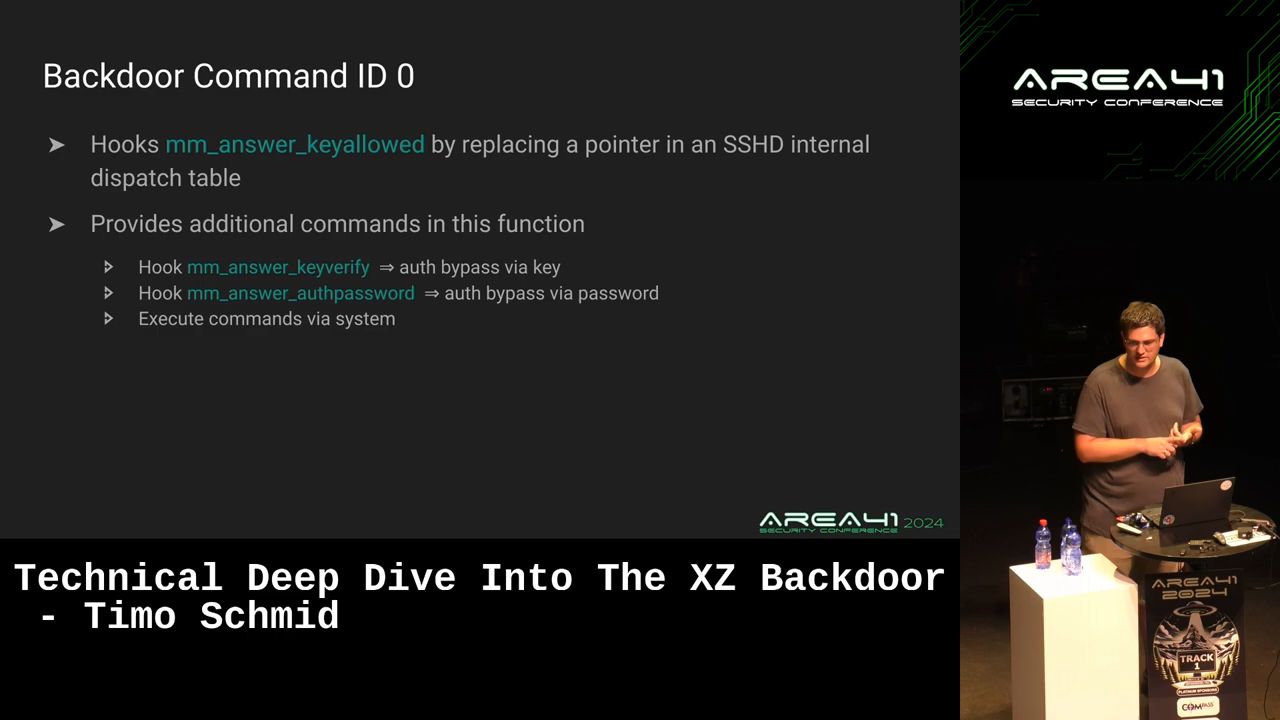 Backdoor Command ID 0
➤ Hooks mm_answer_keyallowed by replacing a pointer in an SSHD internal
dispatch table
➤ Provides additional commands in this function
Hook mm_answer_keyverify ⇒ auth bypass via key
Hook mm_answer_authpassword ⇒ auth bypass via password
Execute commands via system
AREA41
SECURITY CONFERENCE
2024
Technical Deep Dive Into The XZ Backdoor
- Timo Schmid
AREA41
SECURITY CONFERENCE
AREA41
2024
TRACK
1
PLATINUM SPONSORS
COMPASS